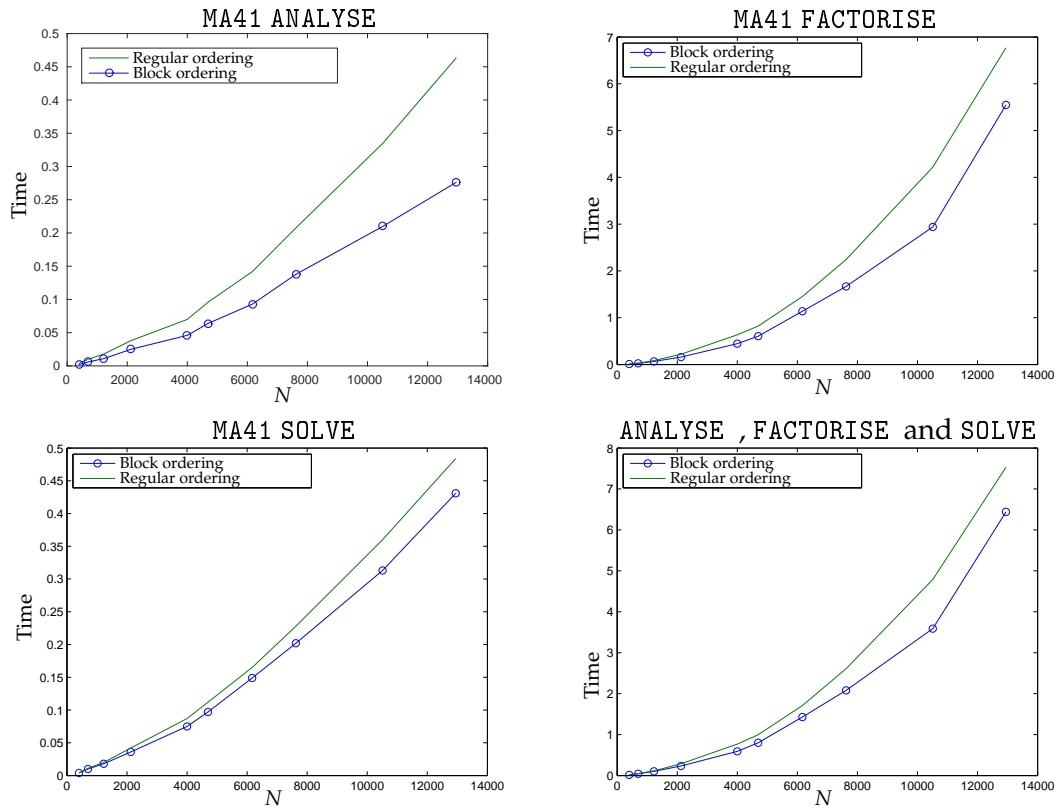 MA41 ANALYSE
0.5
0.45
0.4
0.35
0.3
0.25
0.2
0.15
0.1
0.05
0
Time
Regular ordering
Block ordering
0 2000 4000 6000 8000 10000 12000 14000
N
MA41 FACTORISE
7
6
5
4
3
2
1
0
Time
Block ordering
Regular ordering
0 2000 4000 6000 8000 10000 12000 14000
N
MA41 SOLVE
0.5
0.45
0.4
0.35
0.3
0.25
0.2
0.15
0.1
0.05
0
Time
Block ordering
Regular ordering
0 2000 4000 6000 8000 10000 12000 14000
N
ANALYSE , FACTORISE and SOLVE
8
7
6
5
4
3
2
1
0
Time
Block ordering
Regular ordering
0 2000 4000 6000 8000 10000 12000 14000
N